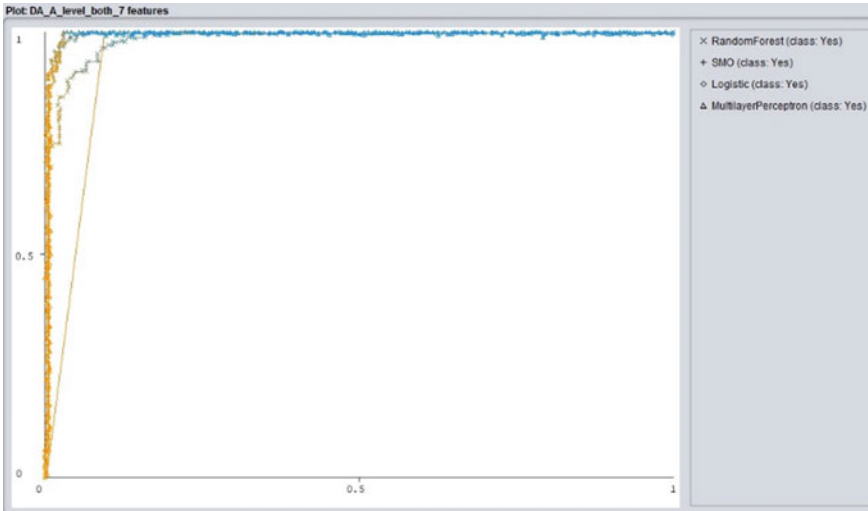 Plot: DA_A_level_both_7 features
1
0.5
0
0
0.5
1
RandomForest (class: Yes)
SMO (class: Yes)
Logistic (class: Yes)
MultilayerPerceptron (class: Yes)